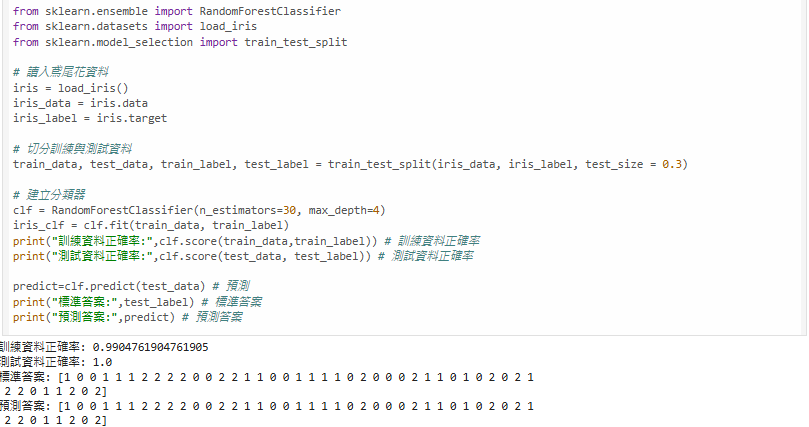 from sklearn.ensemble import RandomForestClassifier
from sklearn.datasets import load_iris
from sklearn.model_selection import train_test_split
# 讀入鳶尾花資料
iris = load_iris()
iris_data = iris.data
iris_label = iris.target
# 切分訓練與測試資料
train_data, test_data, train_label, test_label = train_test_split(iris_data, iris_label, test_size = 0.3)
# 建立分類器
clf = RandomForestClassifier(n_estimators=30, max_depth=4)
iris_clf = clf.fit(train_data, train_label)
print("訓練資料正確率:",clf.score(train_data,train_label)) # 訓練資料正確率
print("測試資料正確率:",clf.score(test_data, test_label)) # 測試資料正確率
predict=clf.predict(test_data) # 預測
print("標準答案:",test_label) # 標準答案
print("預測答案:",predict) # 預測答案
訓練資料正確率: 0.9904761904761905
測試資料正確率: 1.0
標準答案: [1 0 0 1 1 1 2 2 2 2 0 0 2 2 1 1 0 0 1 1 1 1 0 2 0 0 0 2 1 1 0 1 0 2 0 2 1
2 2 0 1 1 2 0 2]
預測答案: [1 0 0 1 1 1 2 2 2 2 0 0 2 2 1 1 0 0 1 1 1 1 0 2 0 0 0 2 1 1 0 1 0 2 0 2 1
2 2 0 1 1 2 0 2]